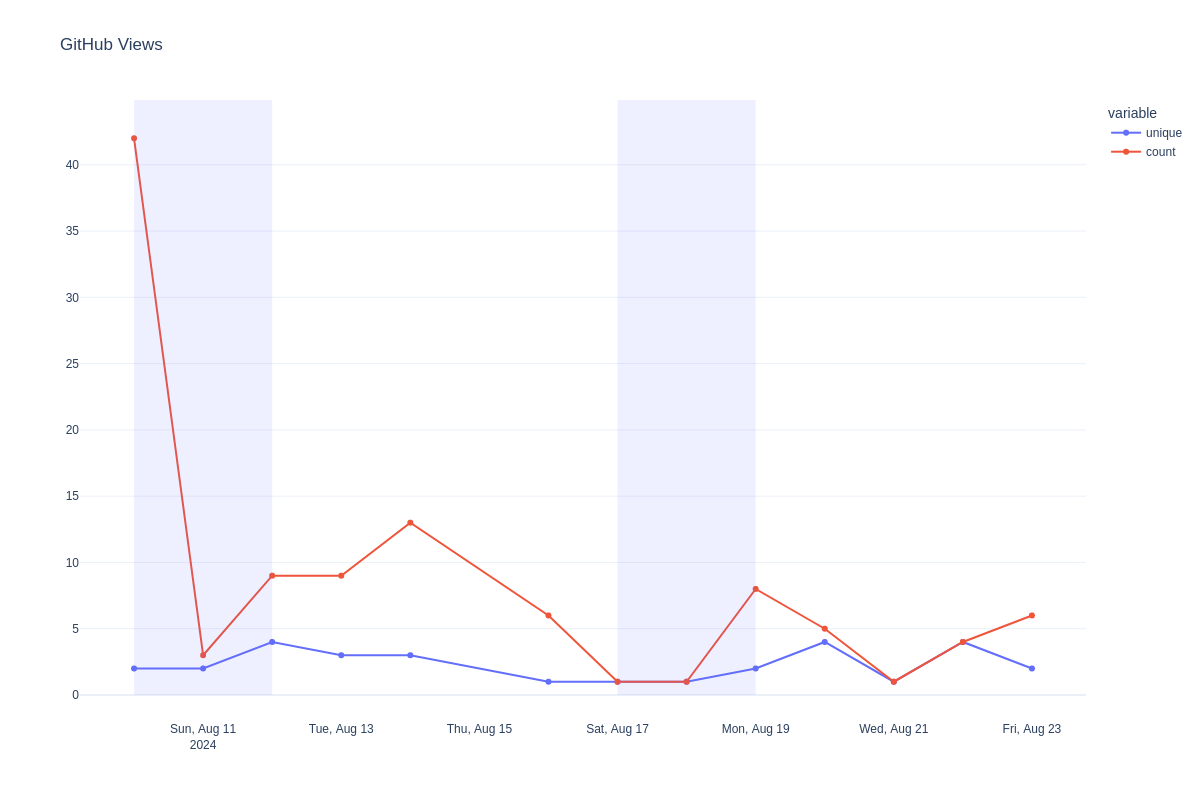 GitHub Views
variable
unique
count
40
35
30
25
20
15
10
5
0
Sun, Aug 11
2024
Tue, Aug 13
Thu, Aug 15
Sat, Aug 17
Mon, Aug 19
Wed, Aug 21
Fri, Aug 23